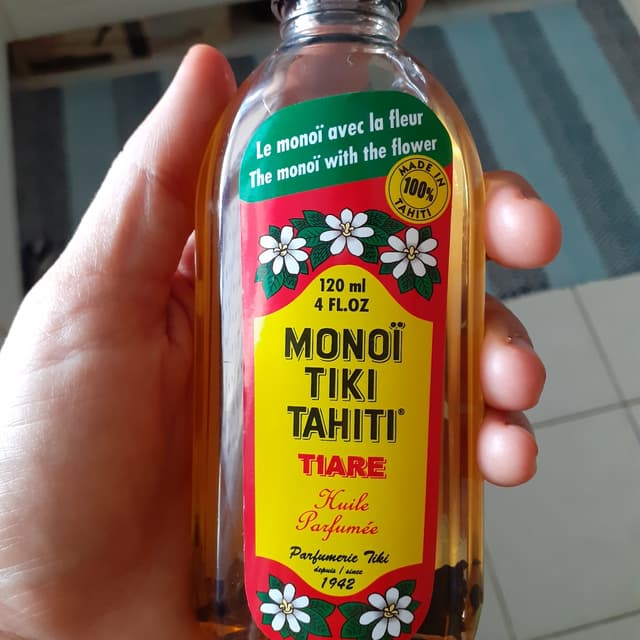 Le monoï avec la fleur
The monoï with the flower
MADE IN
100%
TAHITI
120 ml
4 FL.OZ
MONOÏ
TIKI
TAHITI®
TIARE
Huile
Parfumée
Parfumerie Tiki
depuis / since
1942